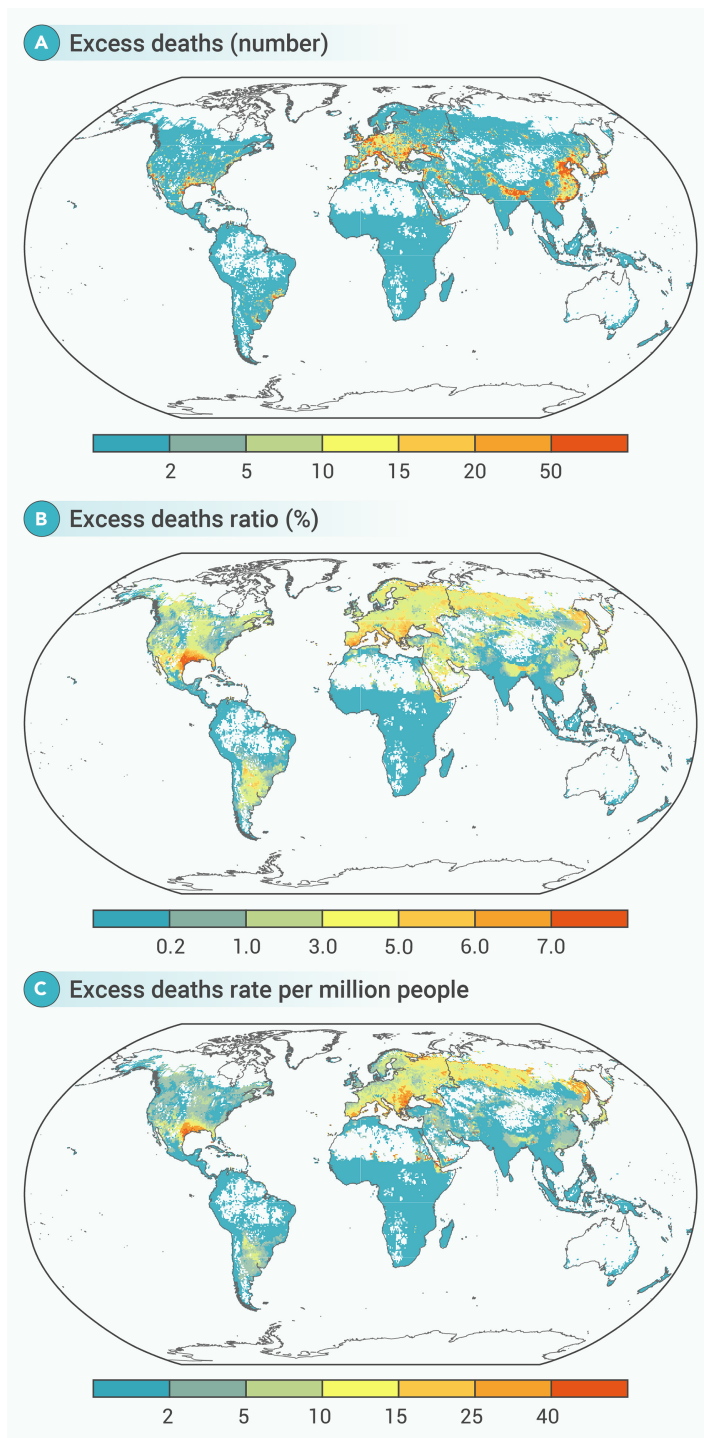 A Excess deaths (number)
2 5 10 15 20 50
B Excess deaths ratio (%)
0.2 1.0 3.0 5.0 6.0 7.0
C Excess deaths rate per million people
2 5 10 15 25 40